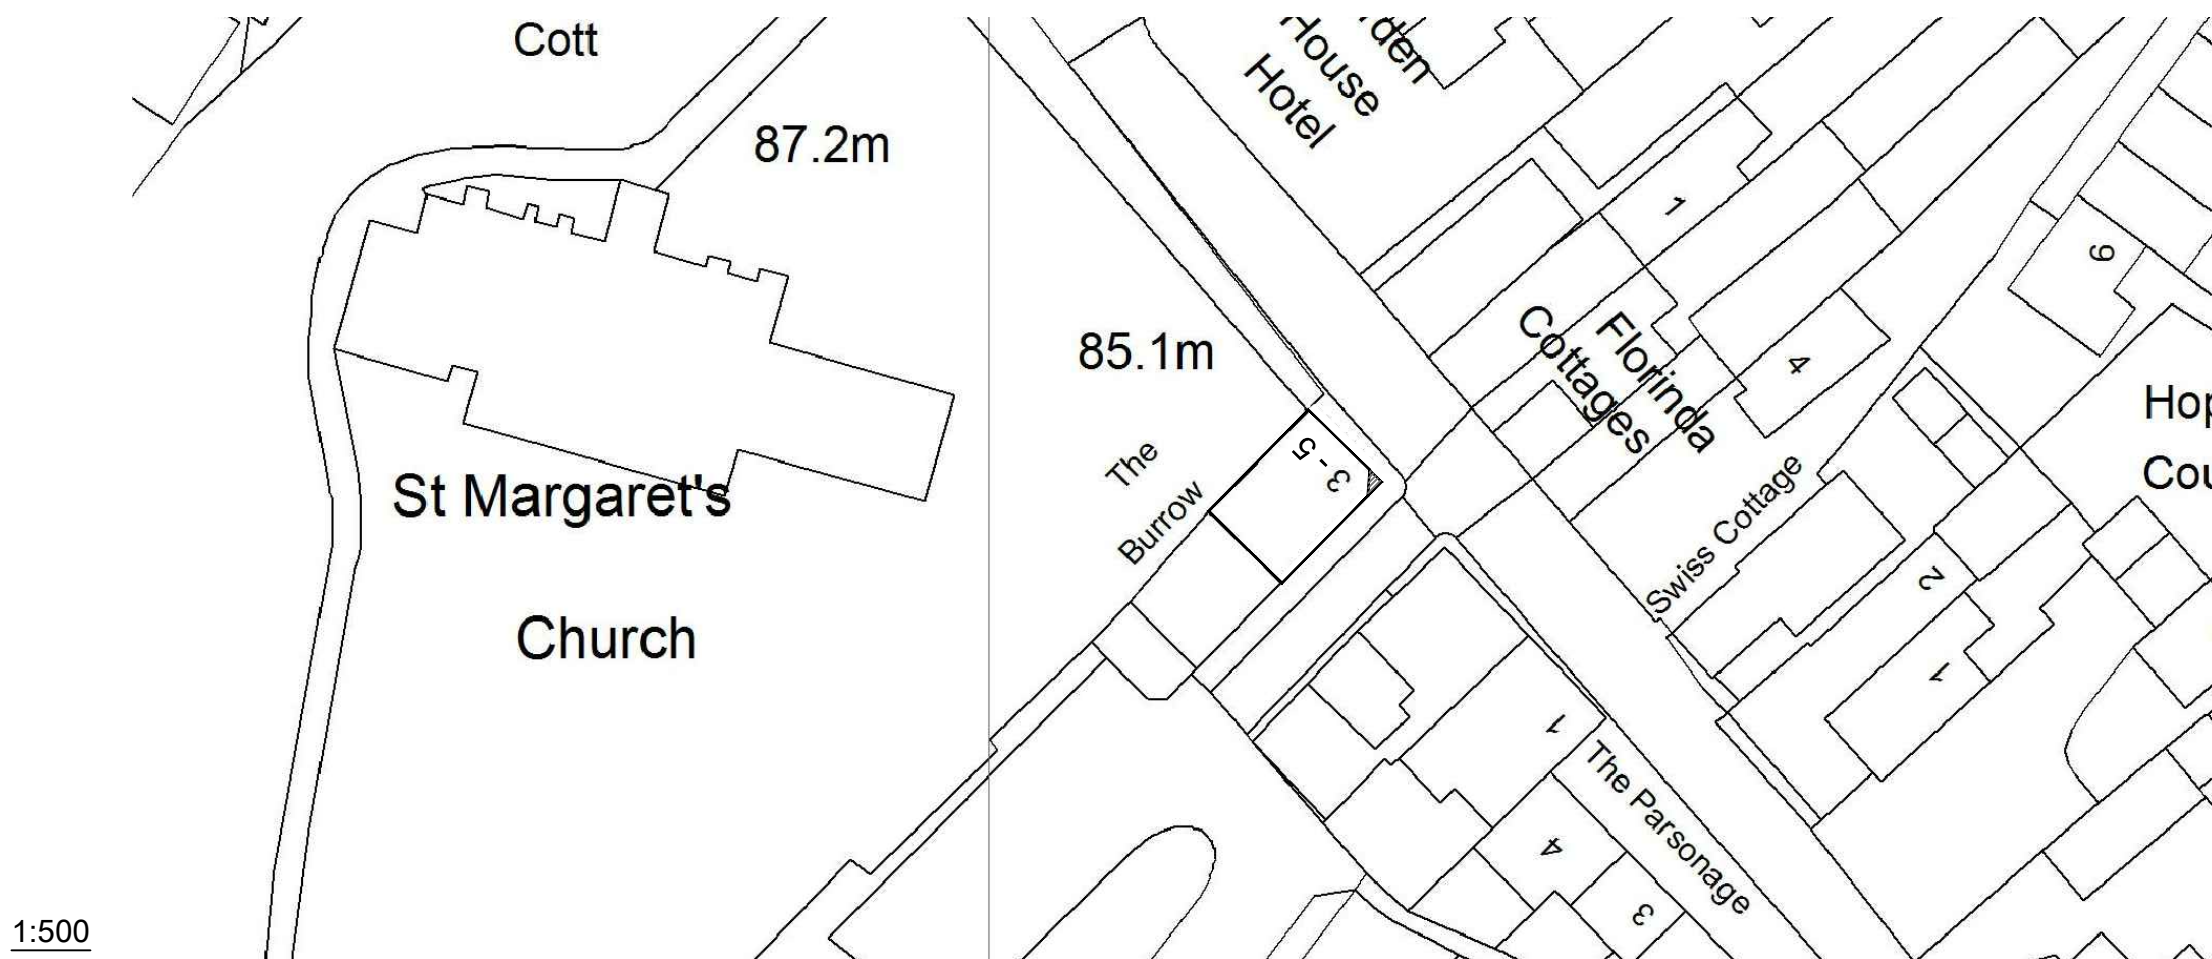 Cott
87.2m
rden
House
Hotel
1
9
85.1m
Florinda
Cottages
4
Hop
Cou
The
Burrow
3 - 5
St Margaret's
Church
Swiss Cottage
2
1
1
The Parsonage
4
3
1:500